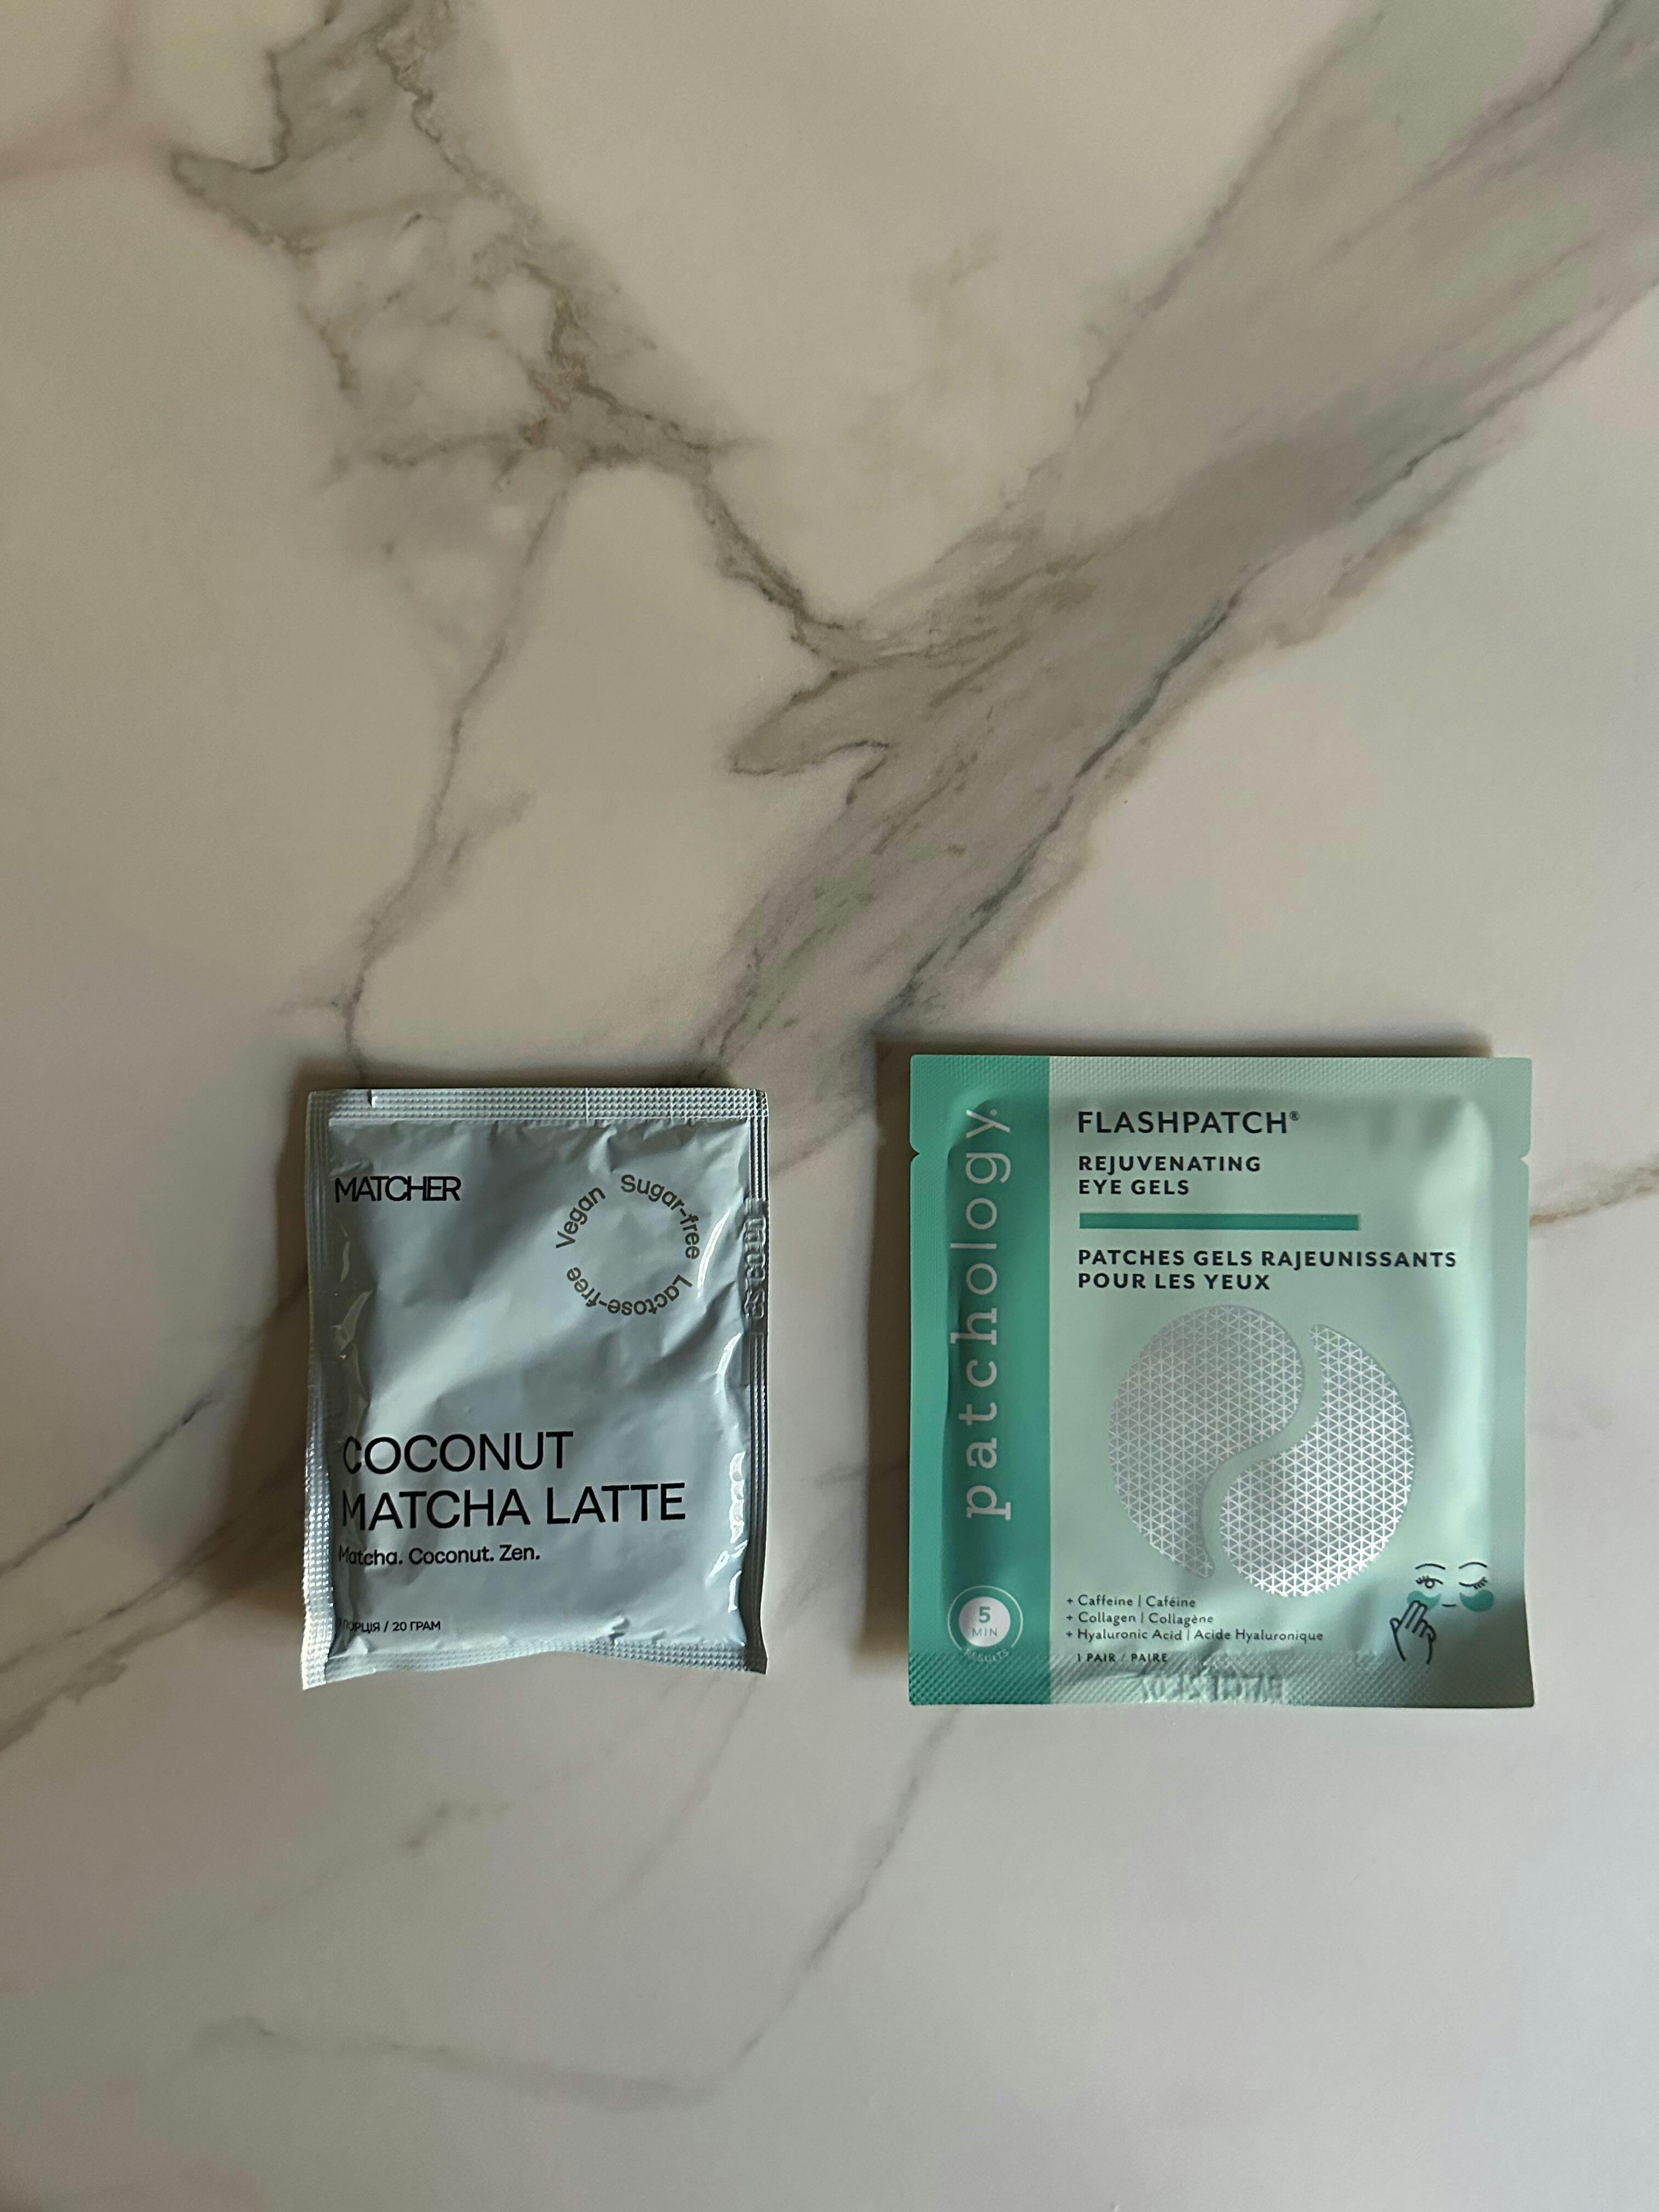 MATCHER
Vegan Sugar-free Lactose-free
COCONUT
MATCHA LATTE
Matcha. Coconut. Zen.
1 ПОРЦІЯ / 20 ГРАМ
patchology.
5
MIN
RESULTS
FLASHPATCH®
REJUVENATING
EYE GELS
PATCHES GELS RAJEUNISSANTS
POUR LES YEUX
+ Caffeine | Caféine
+ Collagen | Collagène
+ Hyaluronic Acid | Acide Hyaluronique
1 PAIR / PAIRE